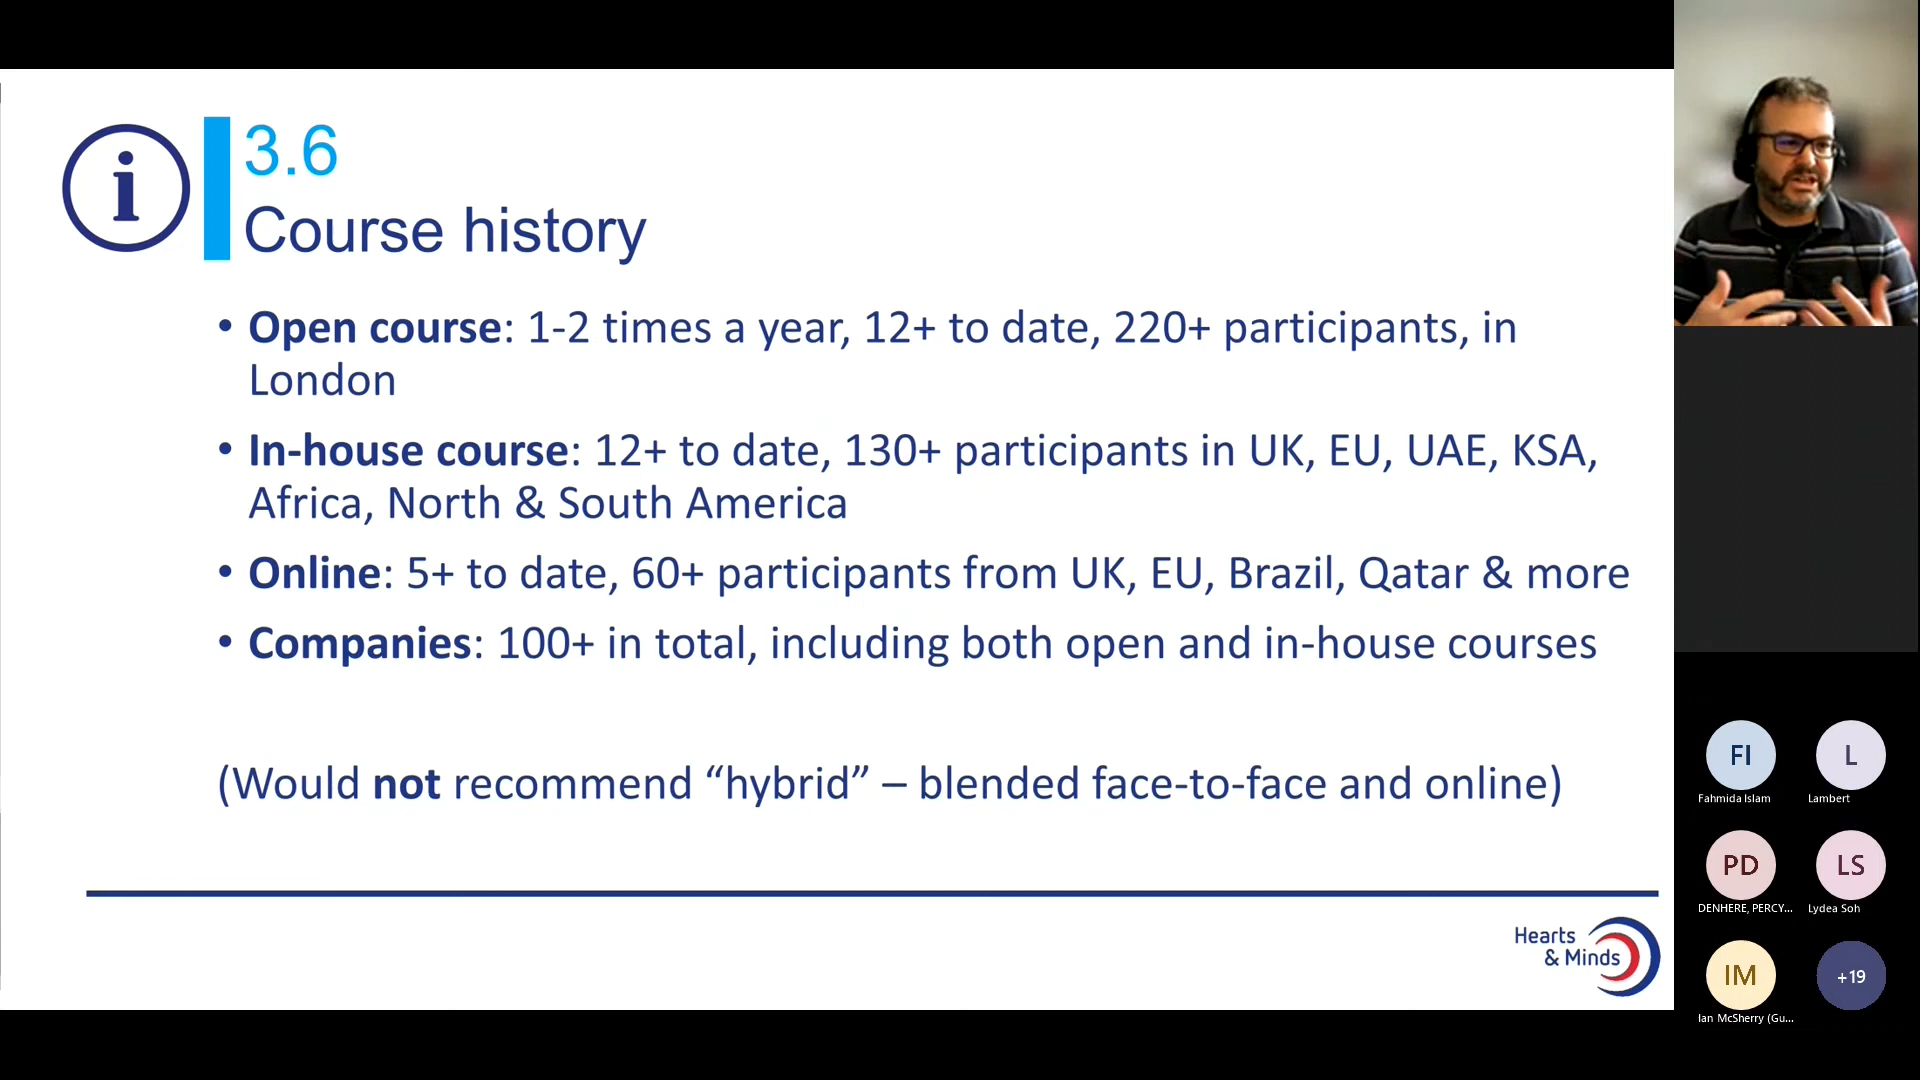 i
3.6
Course history
• Open course: 1-2 times a year, 12+ to date, 220+ participants, in
London
• In-house course: 12+ to date, 130+ participants in UK, EU, UAE, KSA,
Africa, North & South America
• Online: 5+ to date, 60+ participants from UK, EU, Brazil, Qatar & more
• Companies: 100+ in total, including both open and in-house courses
(Would not recommend “hybrid” – blended face-to-face and online)
Hearts
& Minds
FI
Fahmida Islam
L
Lambert
PD
DENHERE, PERCY...
LS
Lydea Soh
IM
Ian McSherry (Gu...
+19